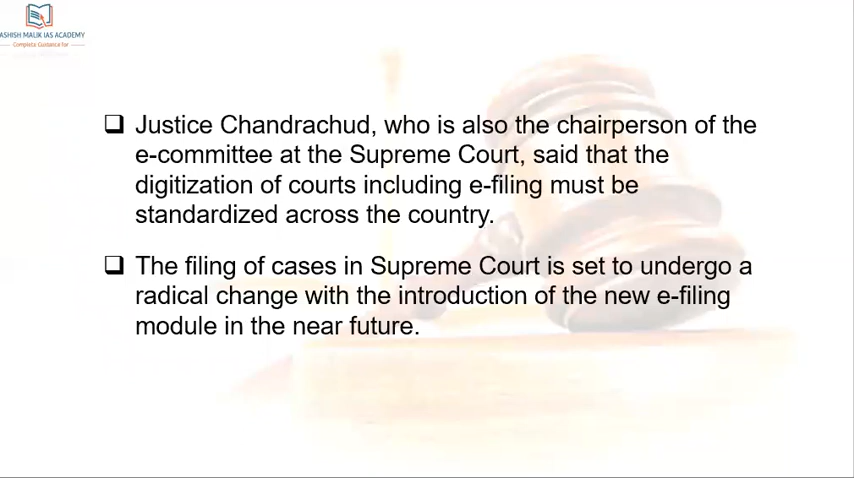 ASHISH MALIK IAS ACADEMY
Complete Guidance for
❑ Justice Chandrachud, who is also the chairperson of the
e-committee at the Supreme Court, said that the
digitization of courts including e-filing must be
standardized across the country.
❑ The filing of cases in Supreme Court is set to undergo a
radical change with the introduction of the new e-filing
module in the near future.